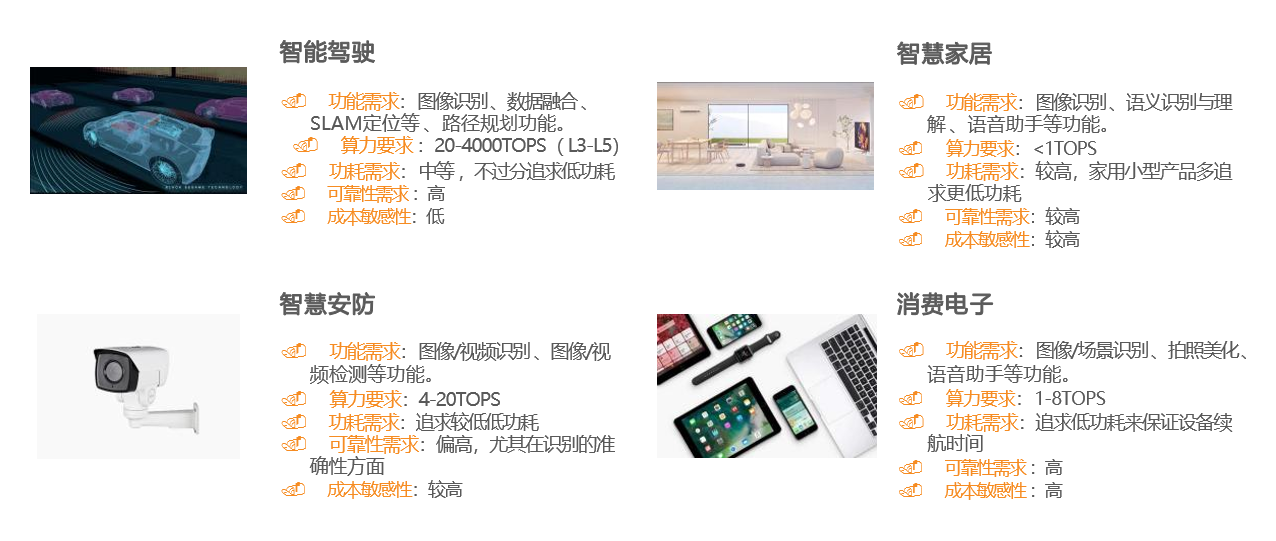 智能驾驶
功能需求：图像识别、数据融合、
SLAM定位等、路径规划功能。
算力要求：20-4000TOPS（L3-L5)
功耗需求：中等，不过分追求低功耗
可靠性需求：高
成本敏感性：低
智慧家居
功能需求：图像识别、语义识别与理
解、语音助手等功能。
算力要求：<1TOPS
功耗需求：较高，家用小型产品多追
求更低功耗
可靠性需求：较高
成本敏感性：较高
智慧安防
功能需求：图像/视频识别、图像/视
频检测等功能。
算力要求：4-20TOPS
功耗需求：追求较低低功耗
可靠性需求：偏高，尤其在识别的准
确性方面
成本敏感性：较高
消费电子
功能需求：图像/场景识别、拍照美化、
语音助手等功能。
算力要求：1-8TOPS
功耗需求：追求低功耗来保证设备续
航时间
可靠性需求：高
成本敏感性：高
BLACK SESAME TECHNOLOGY